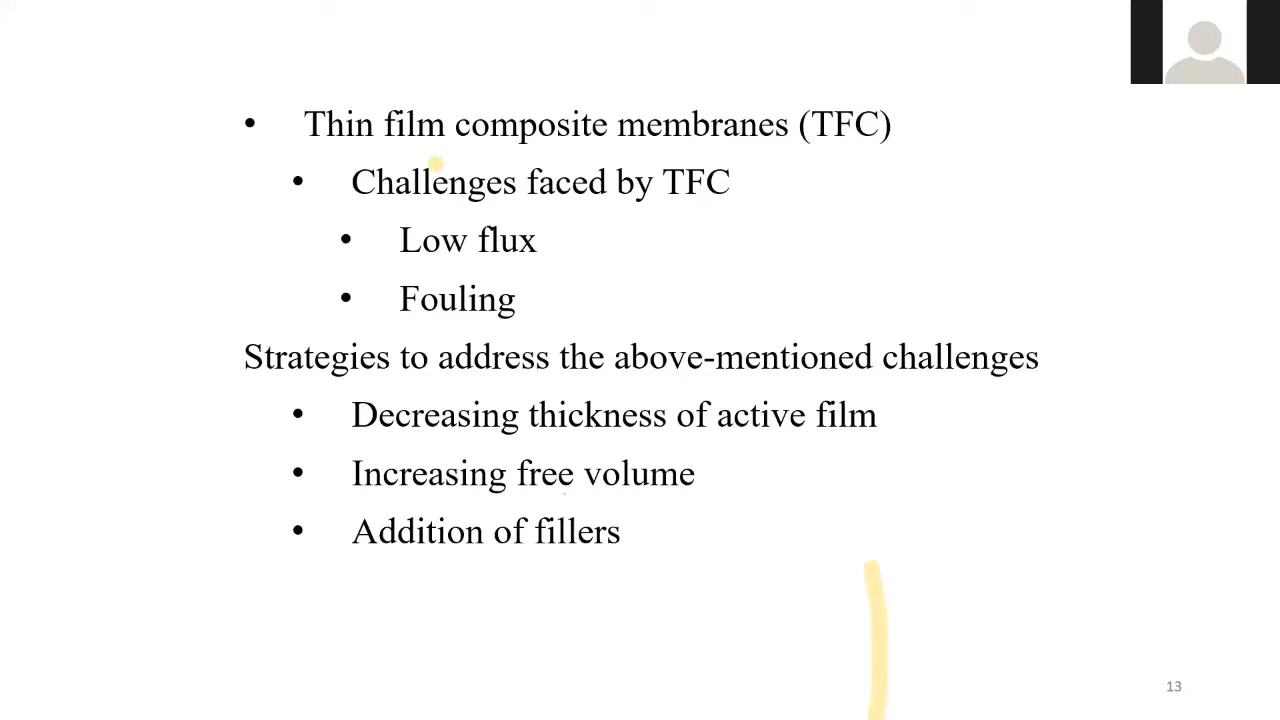 • Thin film composite membranes (TFC)
• Challenges faced by TFC
• Low flux
• Fouling
Strategies to address the above-mentioned challenges
• Decreasing thickness of active film
• Increasing free volume
• Addition of fillers
13